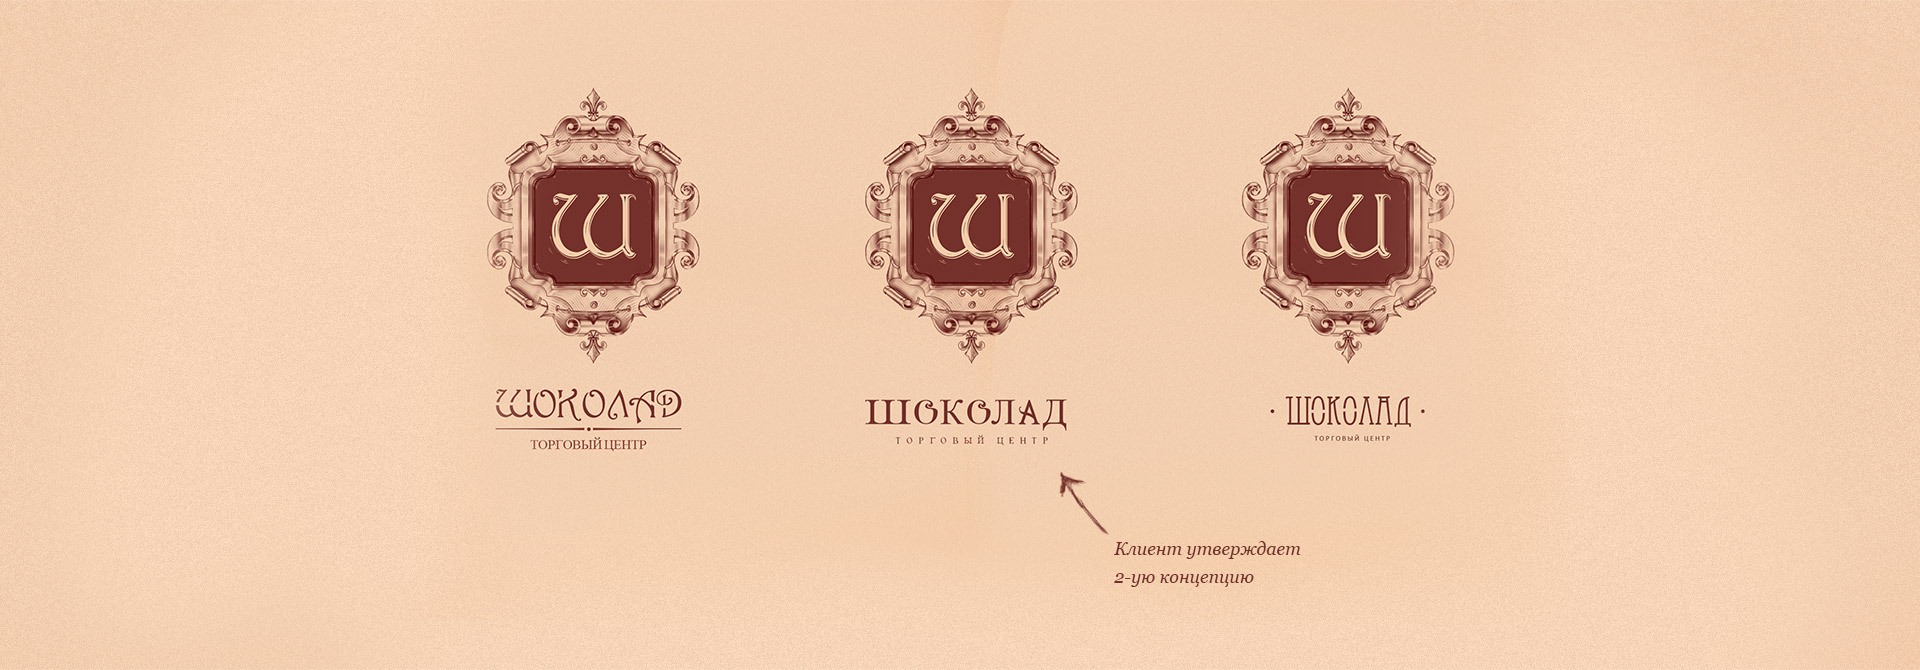 Ш
ШОКОЛАД
ТОРГОВЫЙ ЦЕНТР
Ш
ШОКОЛАД
ТОРГОВЫЙ ЦЕНТР
Ш
· ШОКОЛАД ·
ТОРГОВЫЙ ЦЕНТР
Клиент утверждает
2-ую концепцию